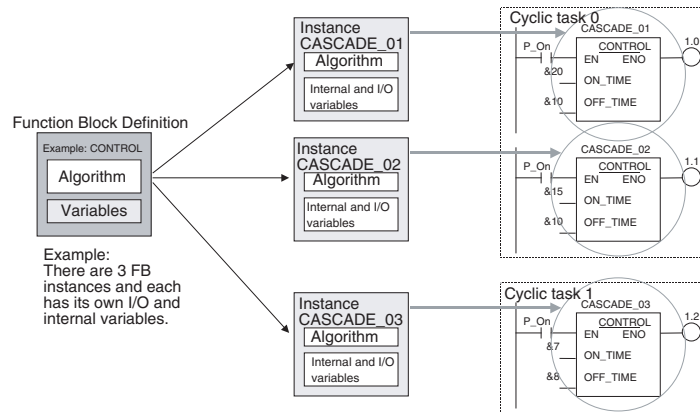 Function Block Definition
Example: CONTROL
Algorithm
Variables
Example:
There are 3 FB
instances and each
has its own I/O and
internal variables.
Instance
CASCADE_01
Algorithm
Internal and I/O
variables
Instance
CASCADE_02
Algorithm
Internal and I/O
variables
Instance
CASCADE_03
Algorithm
Internal and I/O
variables
Cyclic task 0
CASCADE_01
P_On
CONTROL
EN ENO
1.0
&20
ON_TIME
&10
OFF_TIME
CASCADE_02
P_On
CONTROL
EN ENO
1.1
&15
ON_TIME
&10
OFF_TIME
Cyclic task 1
CASCADE_03
P_On
CONTROL
EN ENO
1.2
&7
ON_TIME
&8
OFF_TIME